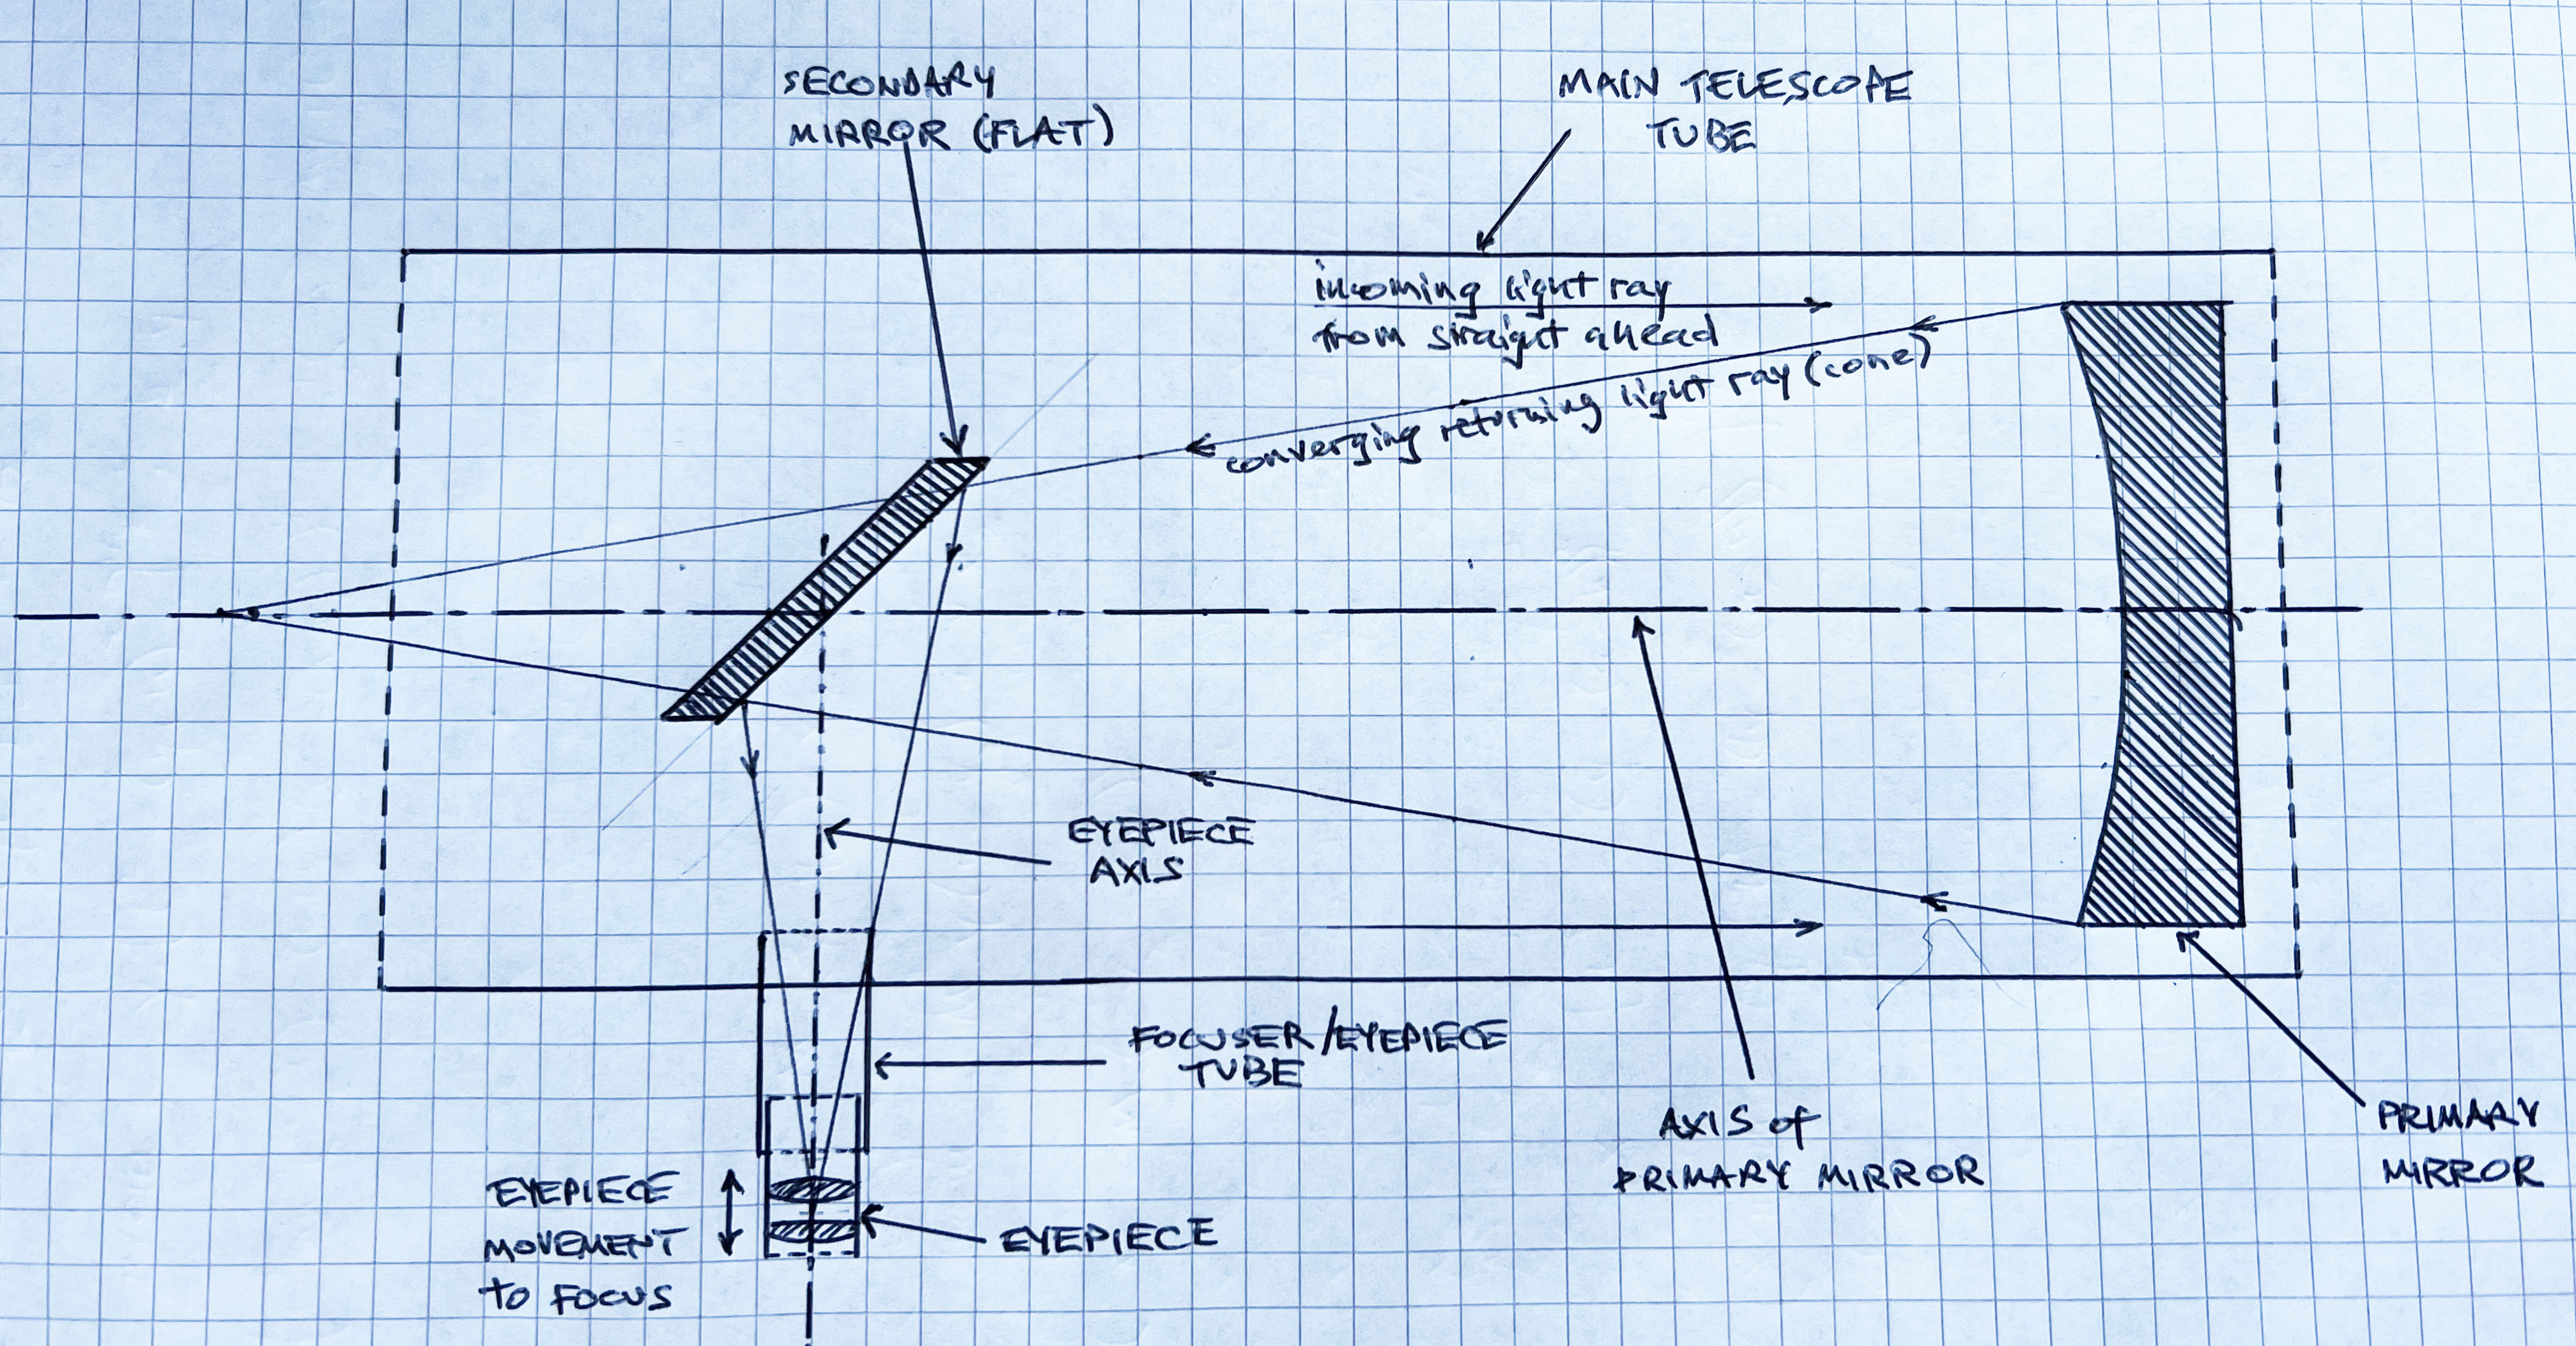 SECONDARY
MIRROR (FLAT)
MAIN TELESCOPE
TUBE
incoming light ray
from straight ahead
converging returning light ray (cone)
EYEPIECE
AXIS
FOCUSER/EYEPIECE
TUBE
AXIS of
PRIMARY MIRROR
PRIMARY
MIRROR
EYEPIECE
MOVEMENT
to FOCUS
EYEPIECE